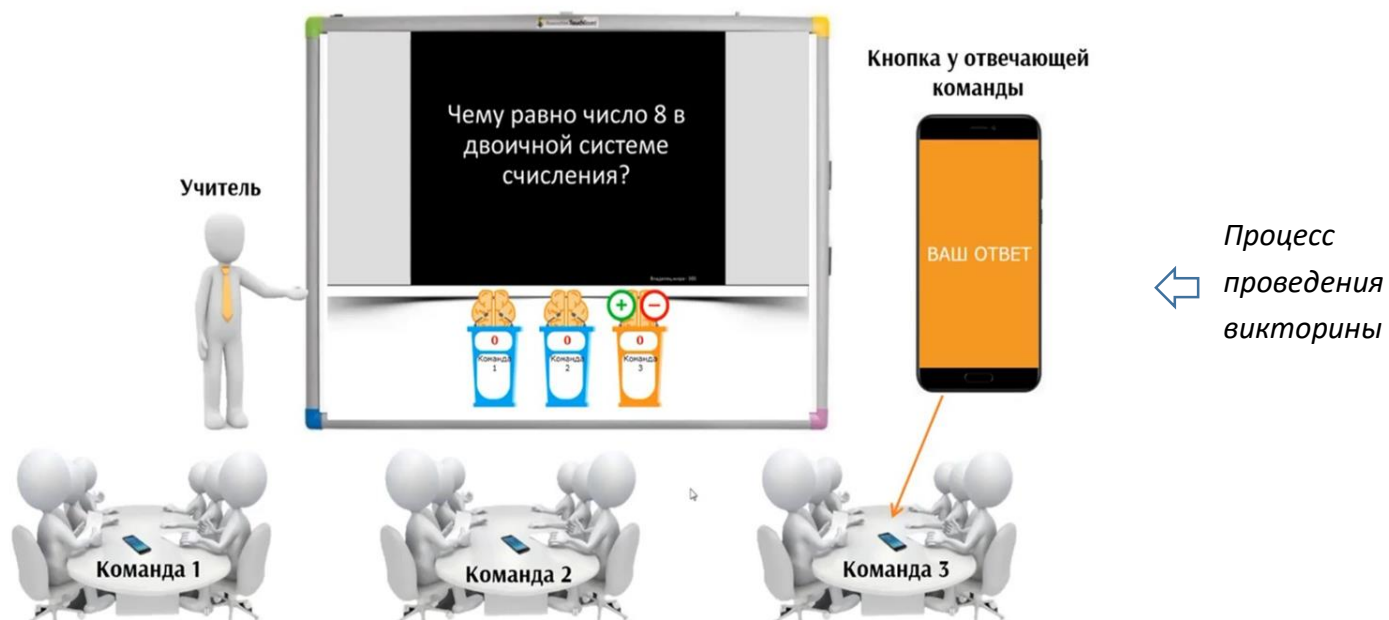 Кнопка у отвечающей
команды
Чему равно число 8 в
двоичной системе
счисления?
Учитель
ВАШ ОТВЕТ
Процесс
проведения
викторины
0
Команда
1
0
Команда
2
0
Команда
3
Команда 1
Команда 2
Команда 3